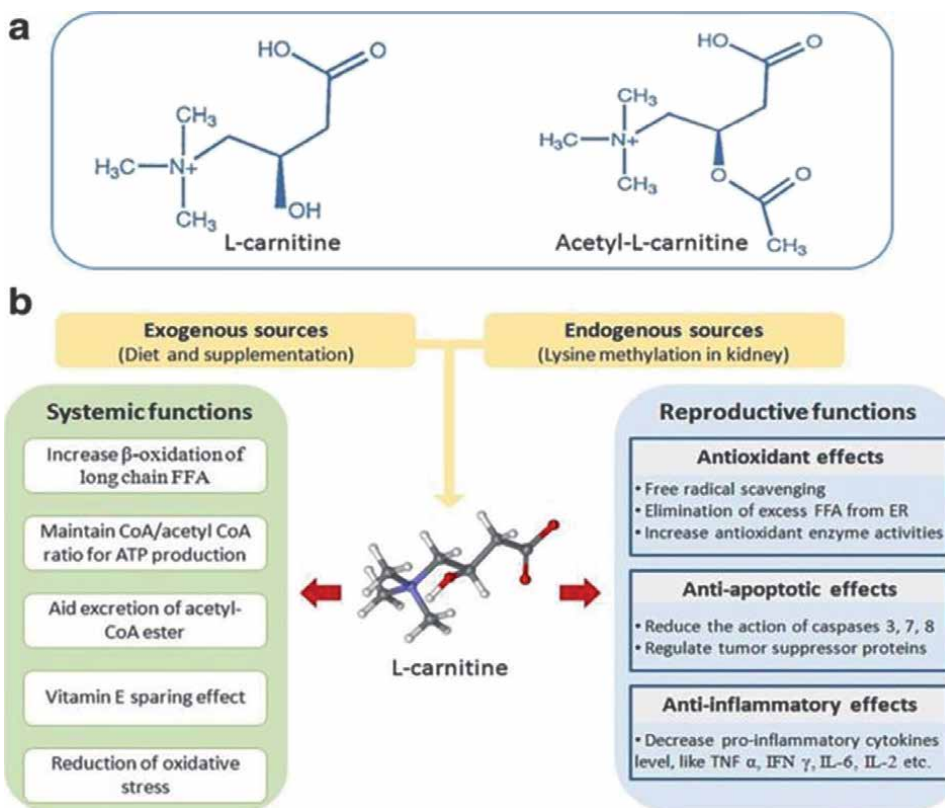 a
HO
O
CH₃
H₃C
N+
CH₃
OH
L-carnitine
HO
O
CH₃
H₃C
N+
CH₃
O
O
CH₃
Acetyl-L-carnitine
b
Exogenous sources
(Diet and supplementation)
Endogenous sources
(Lysine methylation in kidney)
Systemic functions
Increase β-oxidation of
long chain FFA
Maintain CoA/acetyl CoA
ratio for ATP production
Aid excretion of acetyl-
CoA ester
Vitamin E sparing effect
Reduction of oxidative
stress
L-carnitine
Reproductive functions
Antioxidant effects
• Free radical scavenging
• Elimination of excess FFA from ER
• Increase antioxidant enzyme activities
Anti-apoptotic effects
• Reduce the action of caspases 3, 7, 8
• Regulate tumor suppressor proteins
Anti-inflammatory effects
• Decrease pro-inflammatory cytokines
level, like TNF α, IFN γ, IL-6, IL-2 etc.